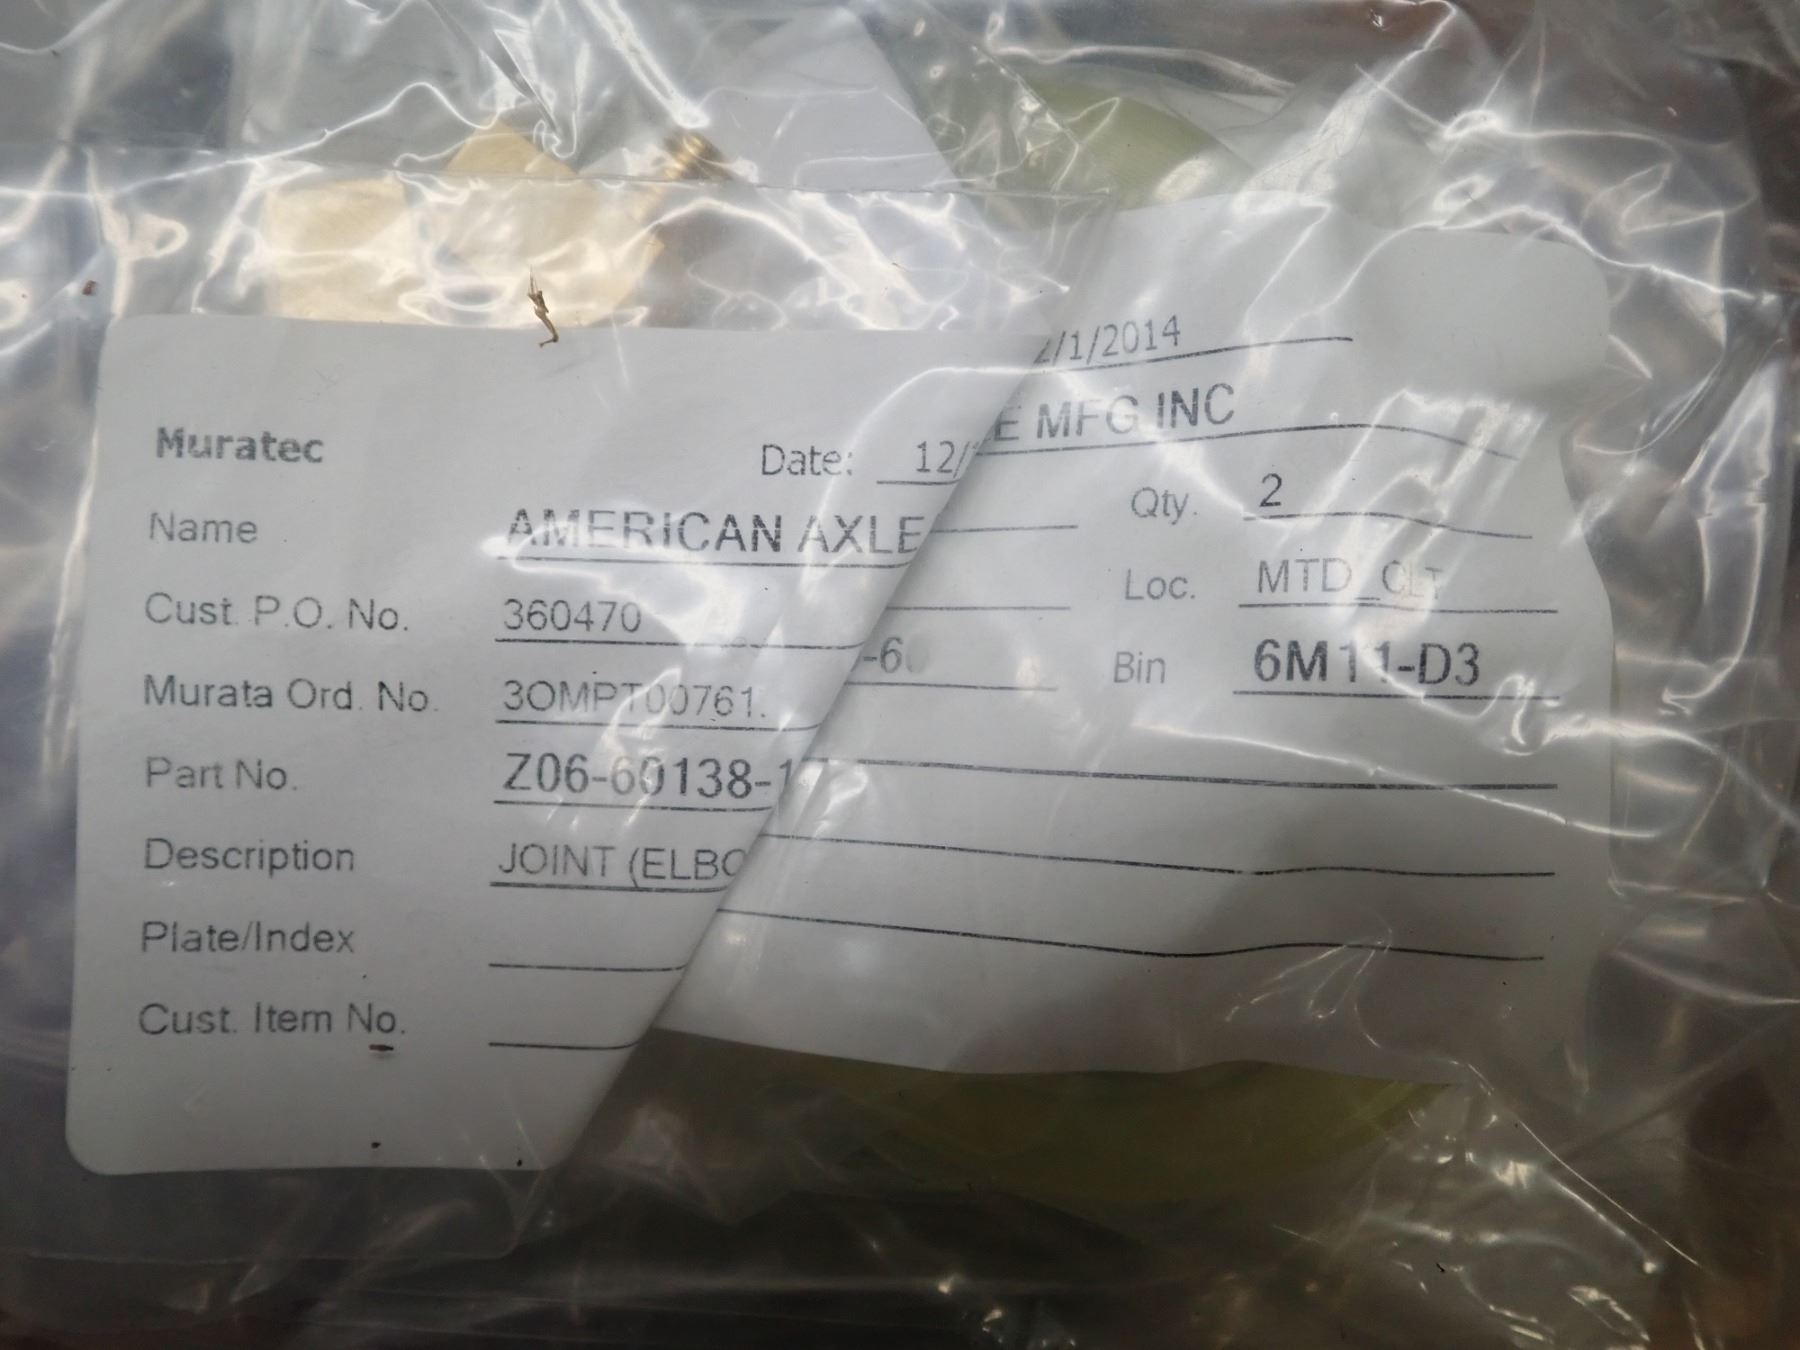 Muratec
Date: 12/ 2/1/2014
Name AMERICAN AXLE E MFG INC
Qty. 2
Cust. P.O. No. 360470
Loc.
Murata Ord. No. 3OMPT00761. -60
Bin 6M11-D3
Part No. Z06-60138-1
Description JOINT (ELBO
Plate/Index
Cust. Item No.